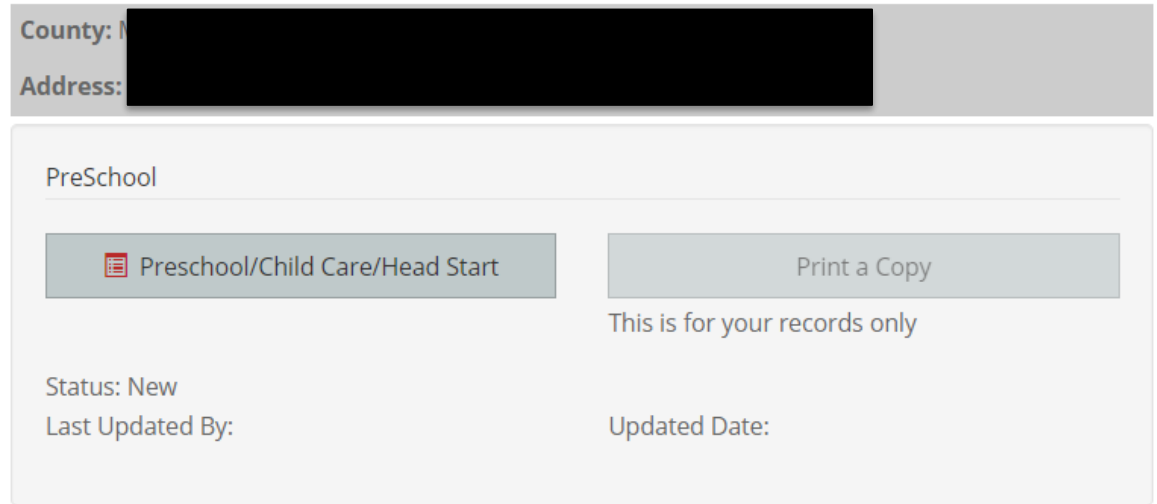 County:
Address:
PreSchool
Preschool/Child Care/Head Start
Print a Copy
This is for your records only
Status: New
Last Updated By:
Updated Date: